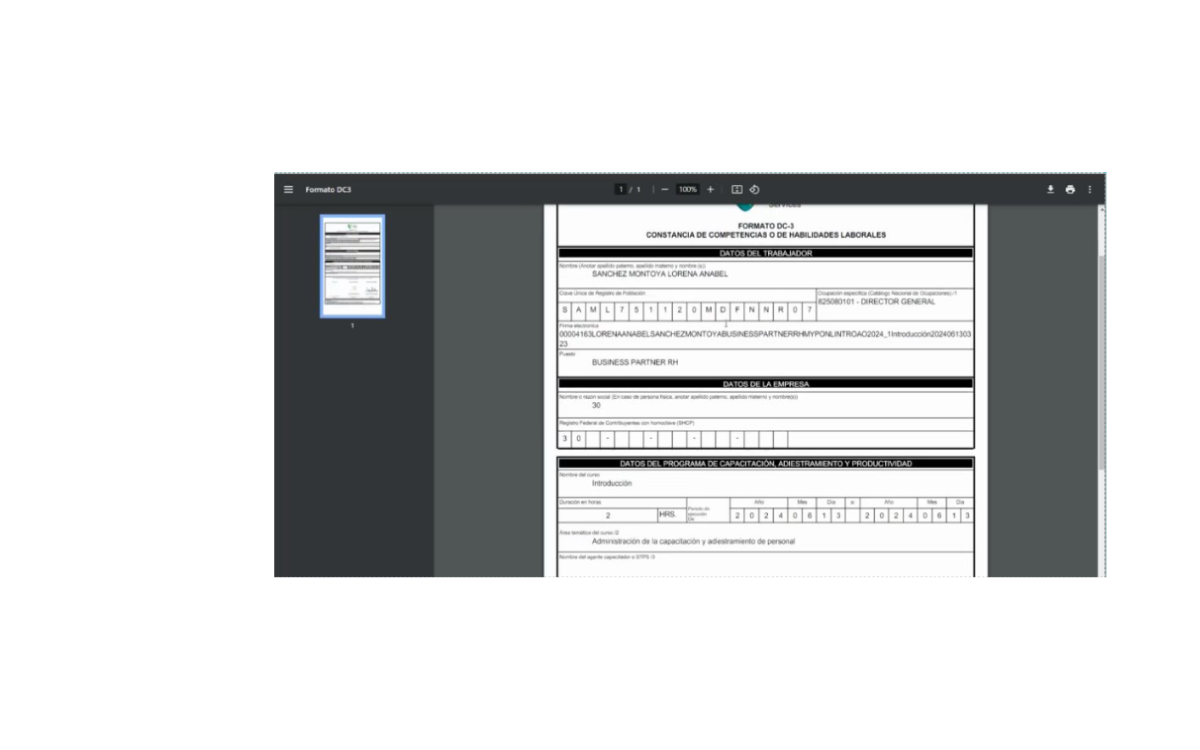 Formato DC3
1 / 1
100%
1
Services
FORMATO DC-3
CONSTANCIA DE COMPETENCIAS O DE HABILIDADES LABORALES
DATOS DEL TRABAJADOR
Nombre (Anotar apellido paterno, apellido materno y nombre (s))
SANCHEZ MONTOYA LORENA ANABEL
Clave Única de Registro de Población
Ocupación específica (Catálogo Nacional de Ocupaciones) /1
S A M L 7 5 1 1 2 0 M D F N N R 0 7
825080101 - DIRECTOR GENERAL
Firma electronica
00004163LORENAANABELSANCHEZMONTOYABUSINESSPARTNERRHMYPONLINTROAO2024_1Introducción2024061303
23
Puesto
BUSINESS PARTNER RH
DATOS DE LA EMPRESA
Nombre o razón social (En caso de persona física, anotar apellido paterno, apellido materno y nombre(s))
30
Registro Federal de Contribuyentes con homoclave (SHCP)
3 0 - - - -
DATOS DEL PROGRAMA DE CAPACITACIÓN, ADIESTRAMIENTO Y PRODUCTIVIDAD
Nombre del curso
Introducción
Duración en horas
Periodo de ejecución De
Año Mes Día a Año Mes Día
2 HRS. 2 0 2 4 0 6 1 3 2 0 2 4 0 6 1 3
Área temática del curso /2
Administración de la capacitación y adiestramiento de personal
Nombre del agente capacitador o STPS /3